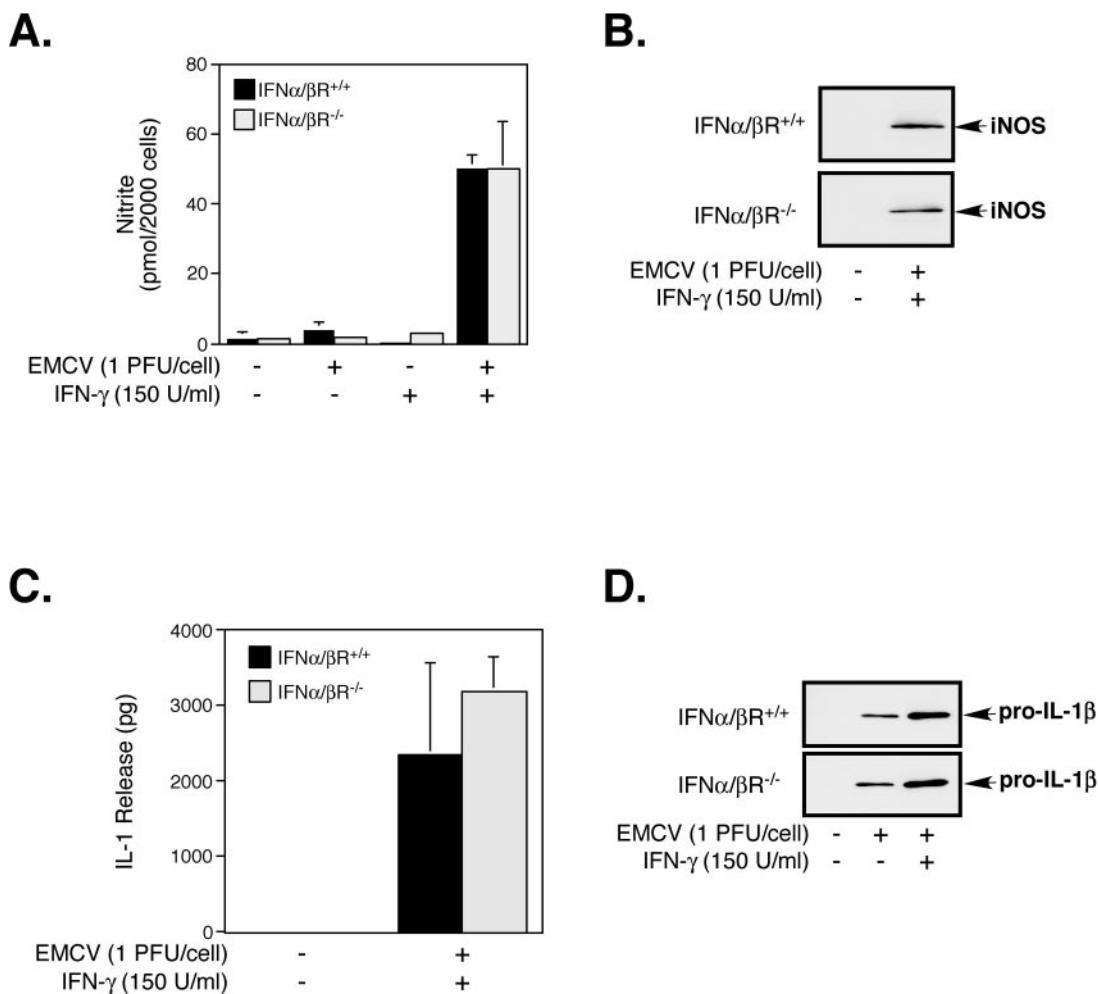 A.
80
60
40
20
0
Nitrite
(pmol/2000 cells)
IFNα/βR+/+
IFNα/βR-/-
EMCV (1 PFU/cell) - + - +
IFN-γ (150 U/ml) - - + +
B.
IFNα/βR+/+ iNOS
IFNα/βR-/- iNOS
EMCV (1 PFU/cell) - +
IFN-γ (150 U/ml) - +
C.
4000
3000
2000
1000
0
IL-1 Release (pg)
IFNα/βR+/+
IFNα/βR-/-
EMCV (1 PFU/cell) - +
IFN-γ (150 U/ml) - +
D.
IFNα/βR+/+ pro-IL-1β
IFNα/βR-/- pro-IL-1β
EMCV (1 PFU/cell) - + +
IFN-γ (150 U/ml) - - +